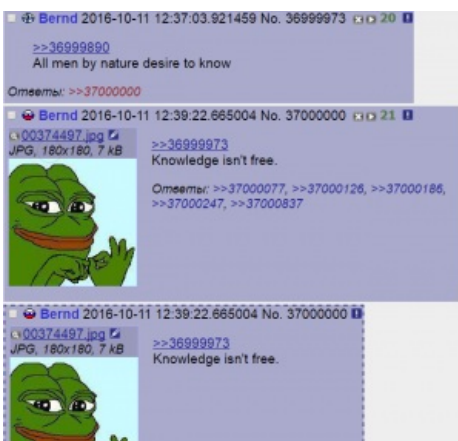 Bernd 2016-10-11 12:37:03.921459 No. 36999973 20
>>36999890
All men by nature desire to know
Ответы: >>37000000
Bernd 2016-10-11 12:39:22.665004 No. 37000000 21
00374497.jpg
JPG, 180x180, 7 kB
>>36999973
Knowledge isn't free.
Ответы: >>37000077, >>37000126, >>37000186,
>>37000247, >>37000837
Bernd 2016-10-11 12:39:22.665004 No. 37000000
00374497.jpg
JPG, 180x180, 7 kB
>>36999973
Knowledge isn't free.